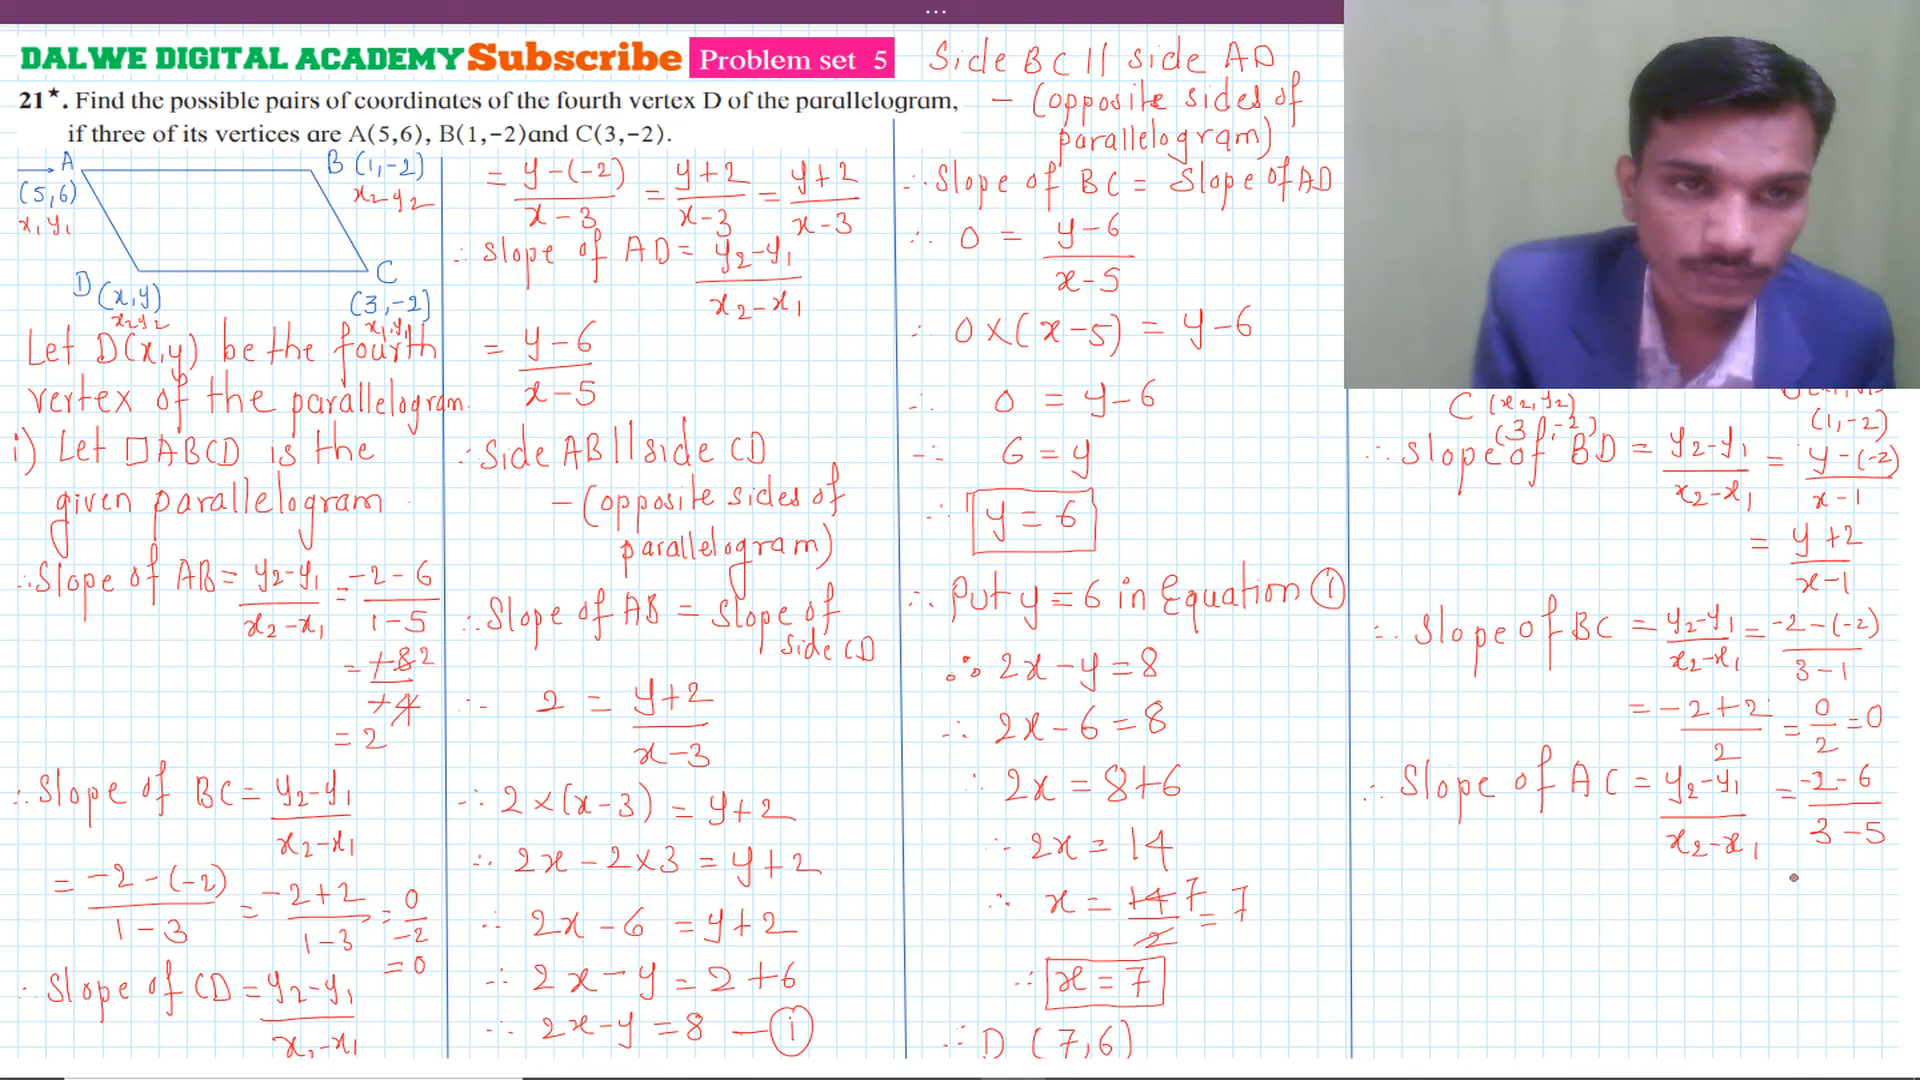 ...
DALWE DIGITAL ACADEMY Subscribe Problem set 5
21★. Find the possible pairs of coordinates of the fourth vertex D of the parallelogram,
if three of its vertices are A(5,6), B(1,-2)and C(3,-2).
A B (1,-2)
(5,6) x2 y2
x1 y1
D (x,y) C
x2 y2 (3,-2)
x1, y1
Let D(x,y) be the fourth
vertex of the parallelogram.
i) Let □ABCD is the
given parallelogram
∴ Slope of AB = y2-y1/x2-x1 = -2-6/1-5
= +82/+4
= 2
∴ Slope of BC = y2-y1/x2-x1
= -2-(-2)/1-3 = -2+2/1-3 = 0/-2
= 0
∴ Slope of CD = y2-y1/x2-x1
= y-(-2)/x-3 = y+2/x-3 = y+2/x-3
∴ Slope of AD = y2-y1/x2-x1
= y-6/x-5
∴ Side AB || side CD
- (opposite sides of
parallelogram)
∴ Slope of AB = Slope of
side CD
∴ 2 = y+2/x-3
∴ 2×(x-3) = y+2
∴ 2x-2×3 = y+2
∴ 2x-6 = y+2
∴ 2x-y = 2+6
∴ 2x-y = 8 — (i)
Side BC || side AD
- (opposite sides of
parallelogram)
∴ Slope of BC = Slope of AD
∴ 0 = y-6/x-5
∴ 0×(x-5) = y-6
∴ 0 = y-6
∴ 6 = y
∴ y = 6
∴ Put y = 6 in Equation (i)
∴ 2x-y = 8
∴ 2x-6 = 8
∴ 2x = 8+6
∴ 2x = 14
∴ x = 14/2 7 = 7
∴ x = 7
∴ D (7,6)
C (x2,y2)
(3,-2) (1,-2)
∴ Slope of BD = y2-y1/x2-x1 = y-(-2)/x-1
= y+2/x-1
∴ Slope of BC = y2-y1/x2-x1 = -2-(-2)/3-1
= -2+2/2 = 0/2 = 0
∴ Slope of AC = y2-y1/x2-x1 = -2-6/3-5